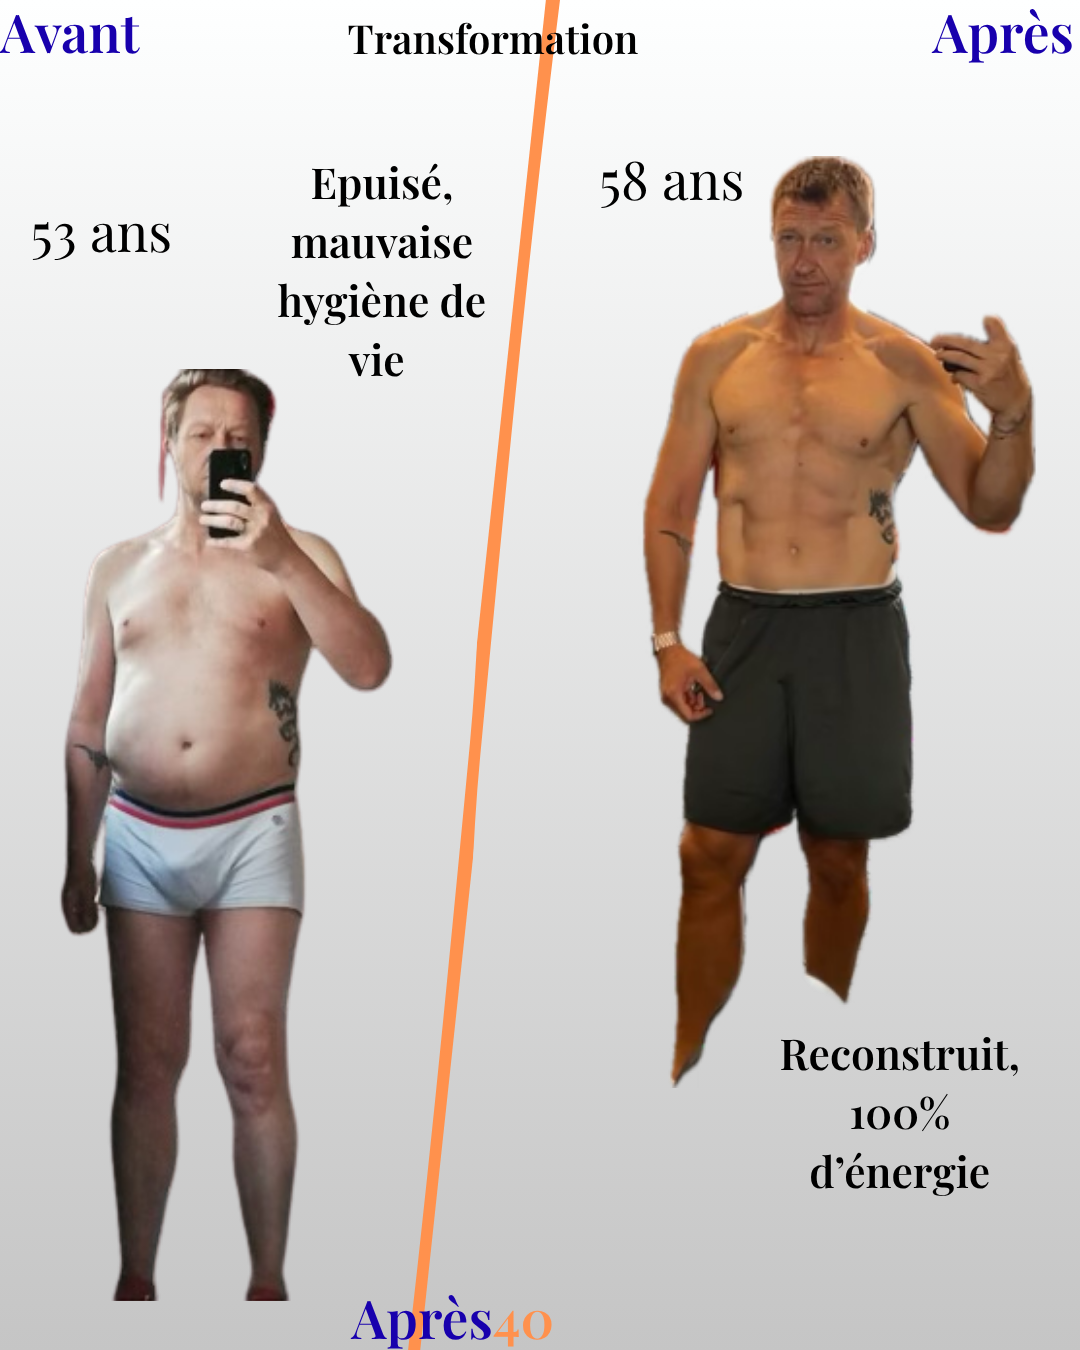 Avant
Transformation
Après
53 ans
Epuisé,
mauvaise
hygiène de
vie
58 ans
Reconstruit,
100%
d’énergie
Après40